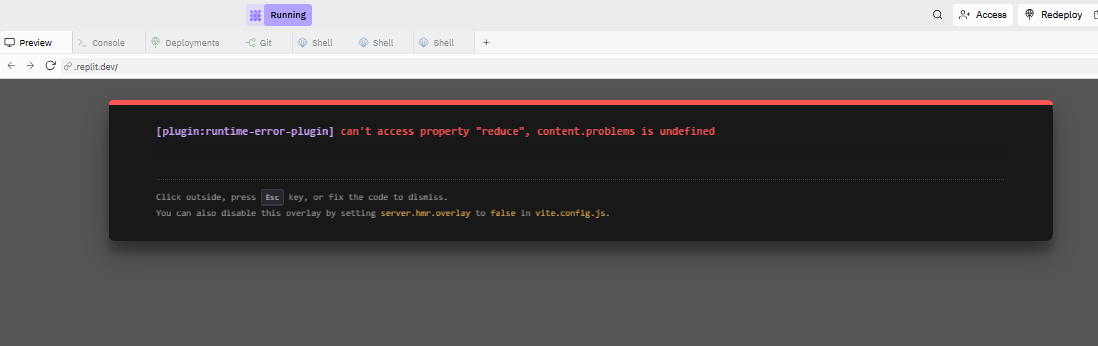 Running
Access
Redeploy
Preview
Console
Deployments
Git
Shell
Shell
Shell
.replit.dev/
[plugin:runtime-error-plugin] can't access property "reduce", content.problems is undefined
Click outside, press Esc key, or fix the code to dismiss.
You can also disable this overlay by setting server.hmr.overlay to false in vite.config.js.